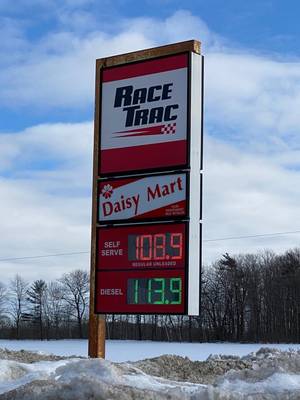 RACE
TRAC
Daisy Mart
SELF
SERVE
108.9
REGULAR UNLEADED
DIESEL
113.9